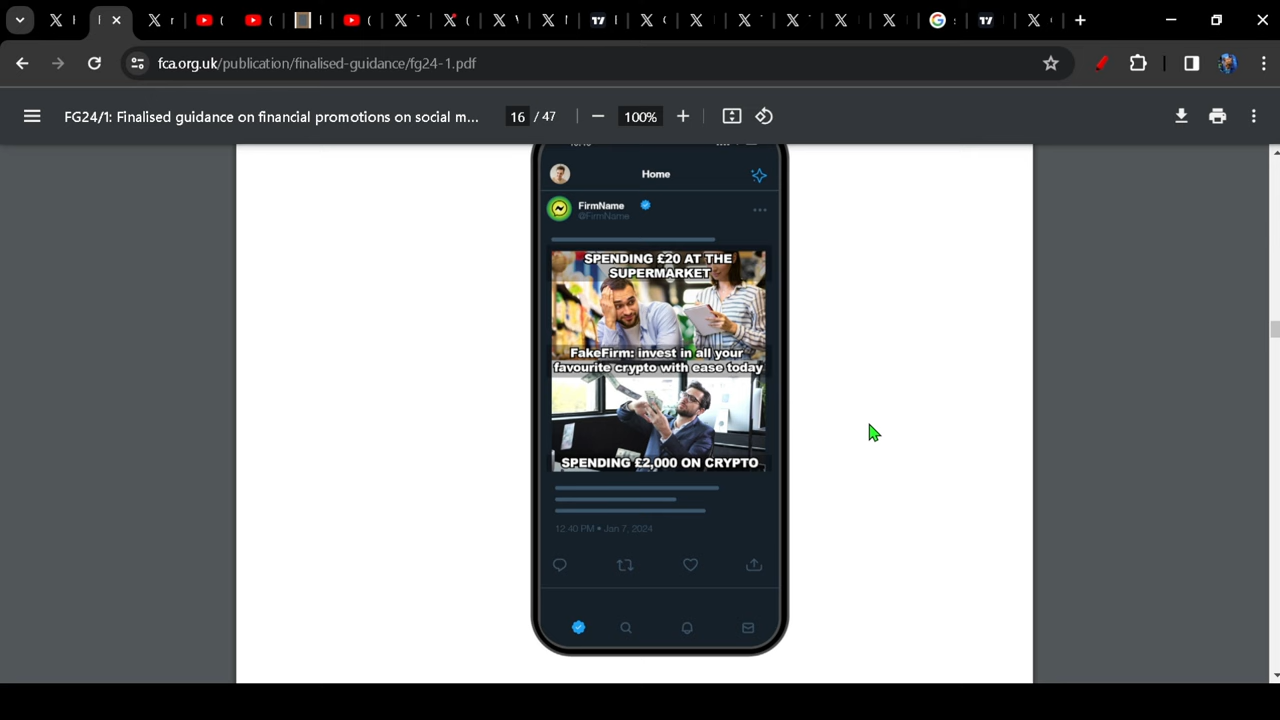 fca.org.uk/publication/finalised-guidance/fg24-1.pdf
FG24/1: Finalised guidance on financial promotions on social m...
16 / 47
100%
Home
FirmName
@FirmName
SPENDING £20 AT THE
SUPERMARKET
FakeFirm: invest in all your
favourite crypto with ease today
SPENDING £2,000 ON CRYPTO
12:40 PM • Jan 7, 2024